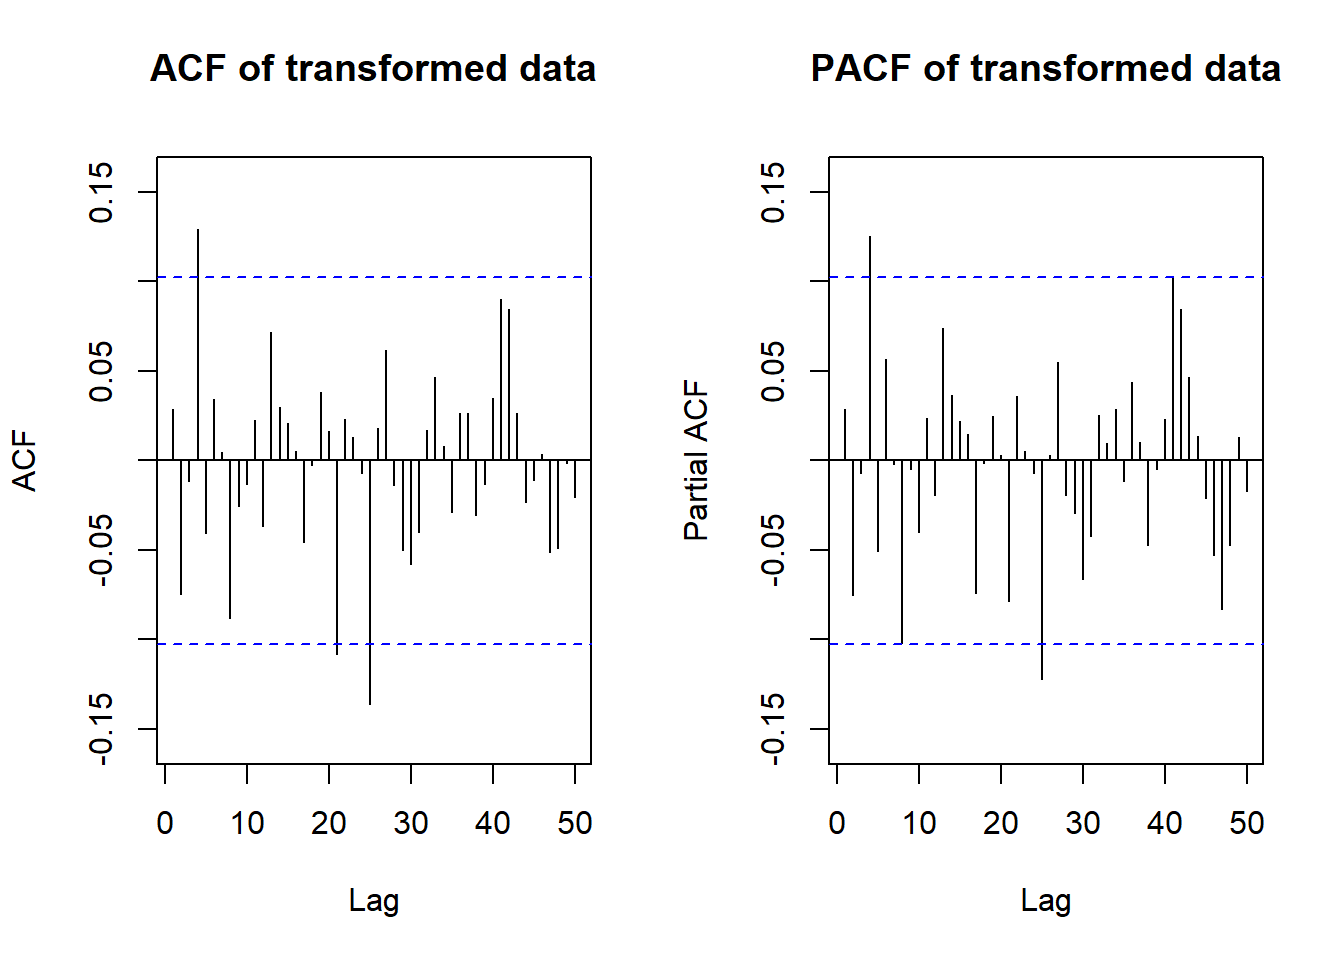 ACF of transformed data
ACF
0.15
0.05
-0.05
-0.15
0 10 20 30 40 50
Lag
PACF of transformed data
Partial ACF
0.15
0.05
-0.05
-0.15
0 10 20 30 40 50
Lag